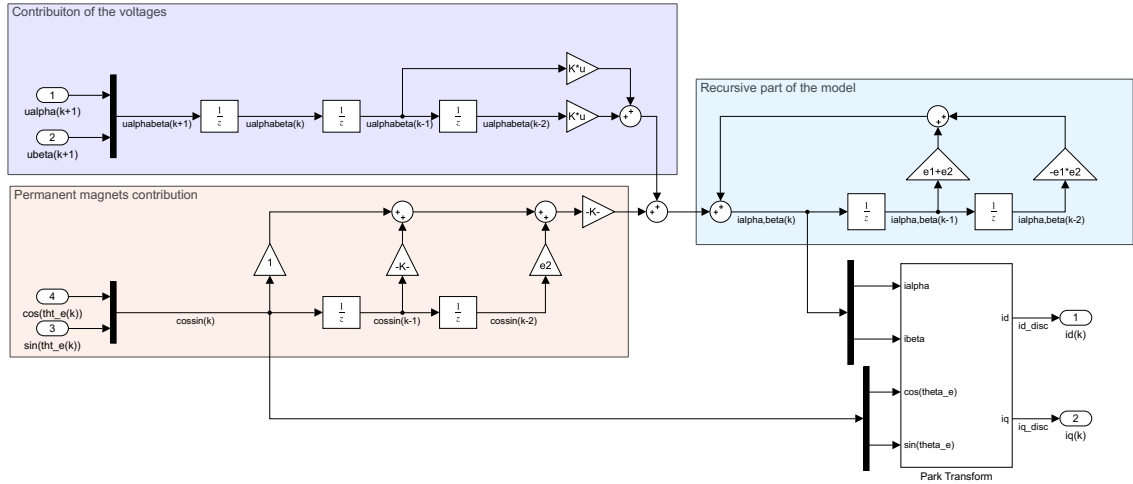 Contribuiton of the voltages
K*u
1
ualpha(k+1)
2
ubeta(k+1)
ualphabeta(k+1)
1
z
ualphabeta(k)
1
z
ualphabeta(k-1)
1
z
ualphabeta(k-2)
K*u
+
+
Recursive part of the model
+
+
e1+e2
-e1*e2
+
+
+
+
ialpha,beta(k)
1
z
ialpha,beta(k-1)
1
z
ialpha,beta(k-2)
Permanent magnets contribution
+
+
+
+
-K-
1
-K-
e2
4
cos(tht_e(k))
3
sin(tht_e(k))
cossin(k)
1
z
cossin(k-1)
1
z
cossin(k-2)
ialpha
ibeta
cos(theta_e)
sin(theta_e)
id
iq
id_disc
1
id(k)
iq_disc
2
iq(k)
Park Transform